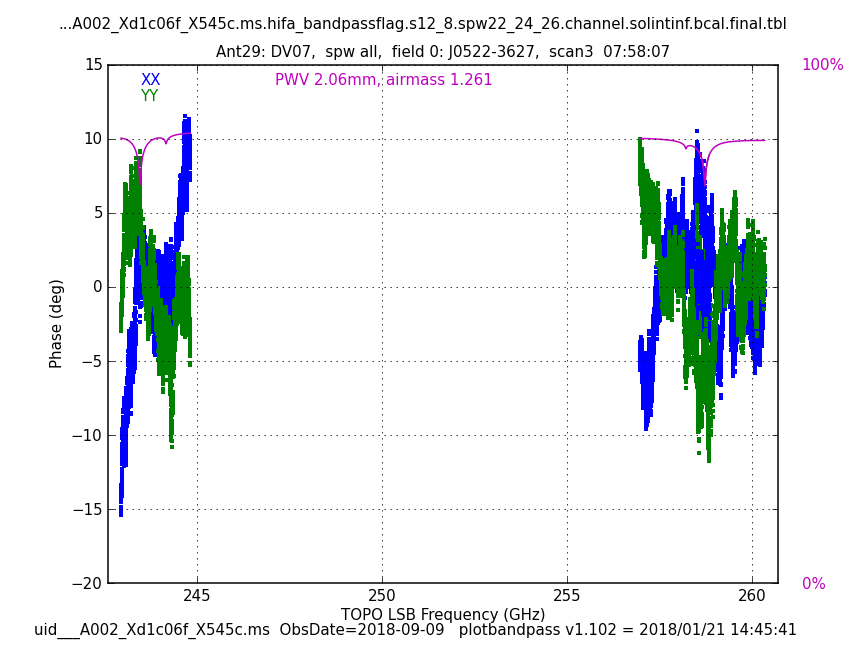 ...A002_Xd1c06f_X545c.ms.hifa_bandpassflag.s12_8.spw22_24_26.channel.solintinf.bcal.final.tbl
Ant29: DV07, spw all, field 0: J0522-3627, scan3 07:58:07
15
100%
XX
PWV 2.06mm, airmass 1.261
YY
10
5
0
−5
−10
−15
−20
0%
Phase (deg)
245
250
255
260
TOPO LSB Frequency (GHz)
uid___A002_Xd1c06f_X545c.ms ObsDate=2018-09-09 plotbandpass v1.102 = 2018/01/21 14:45:41